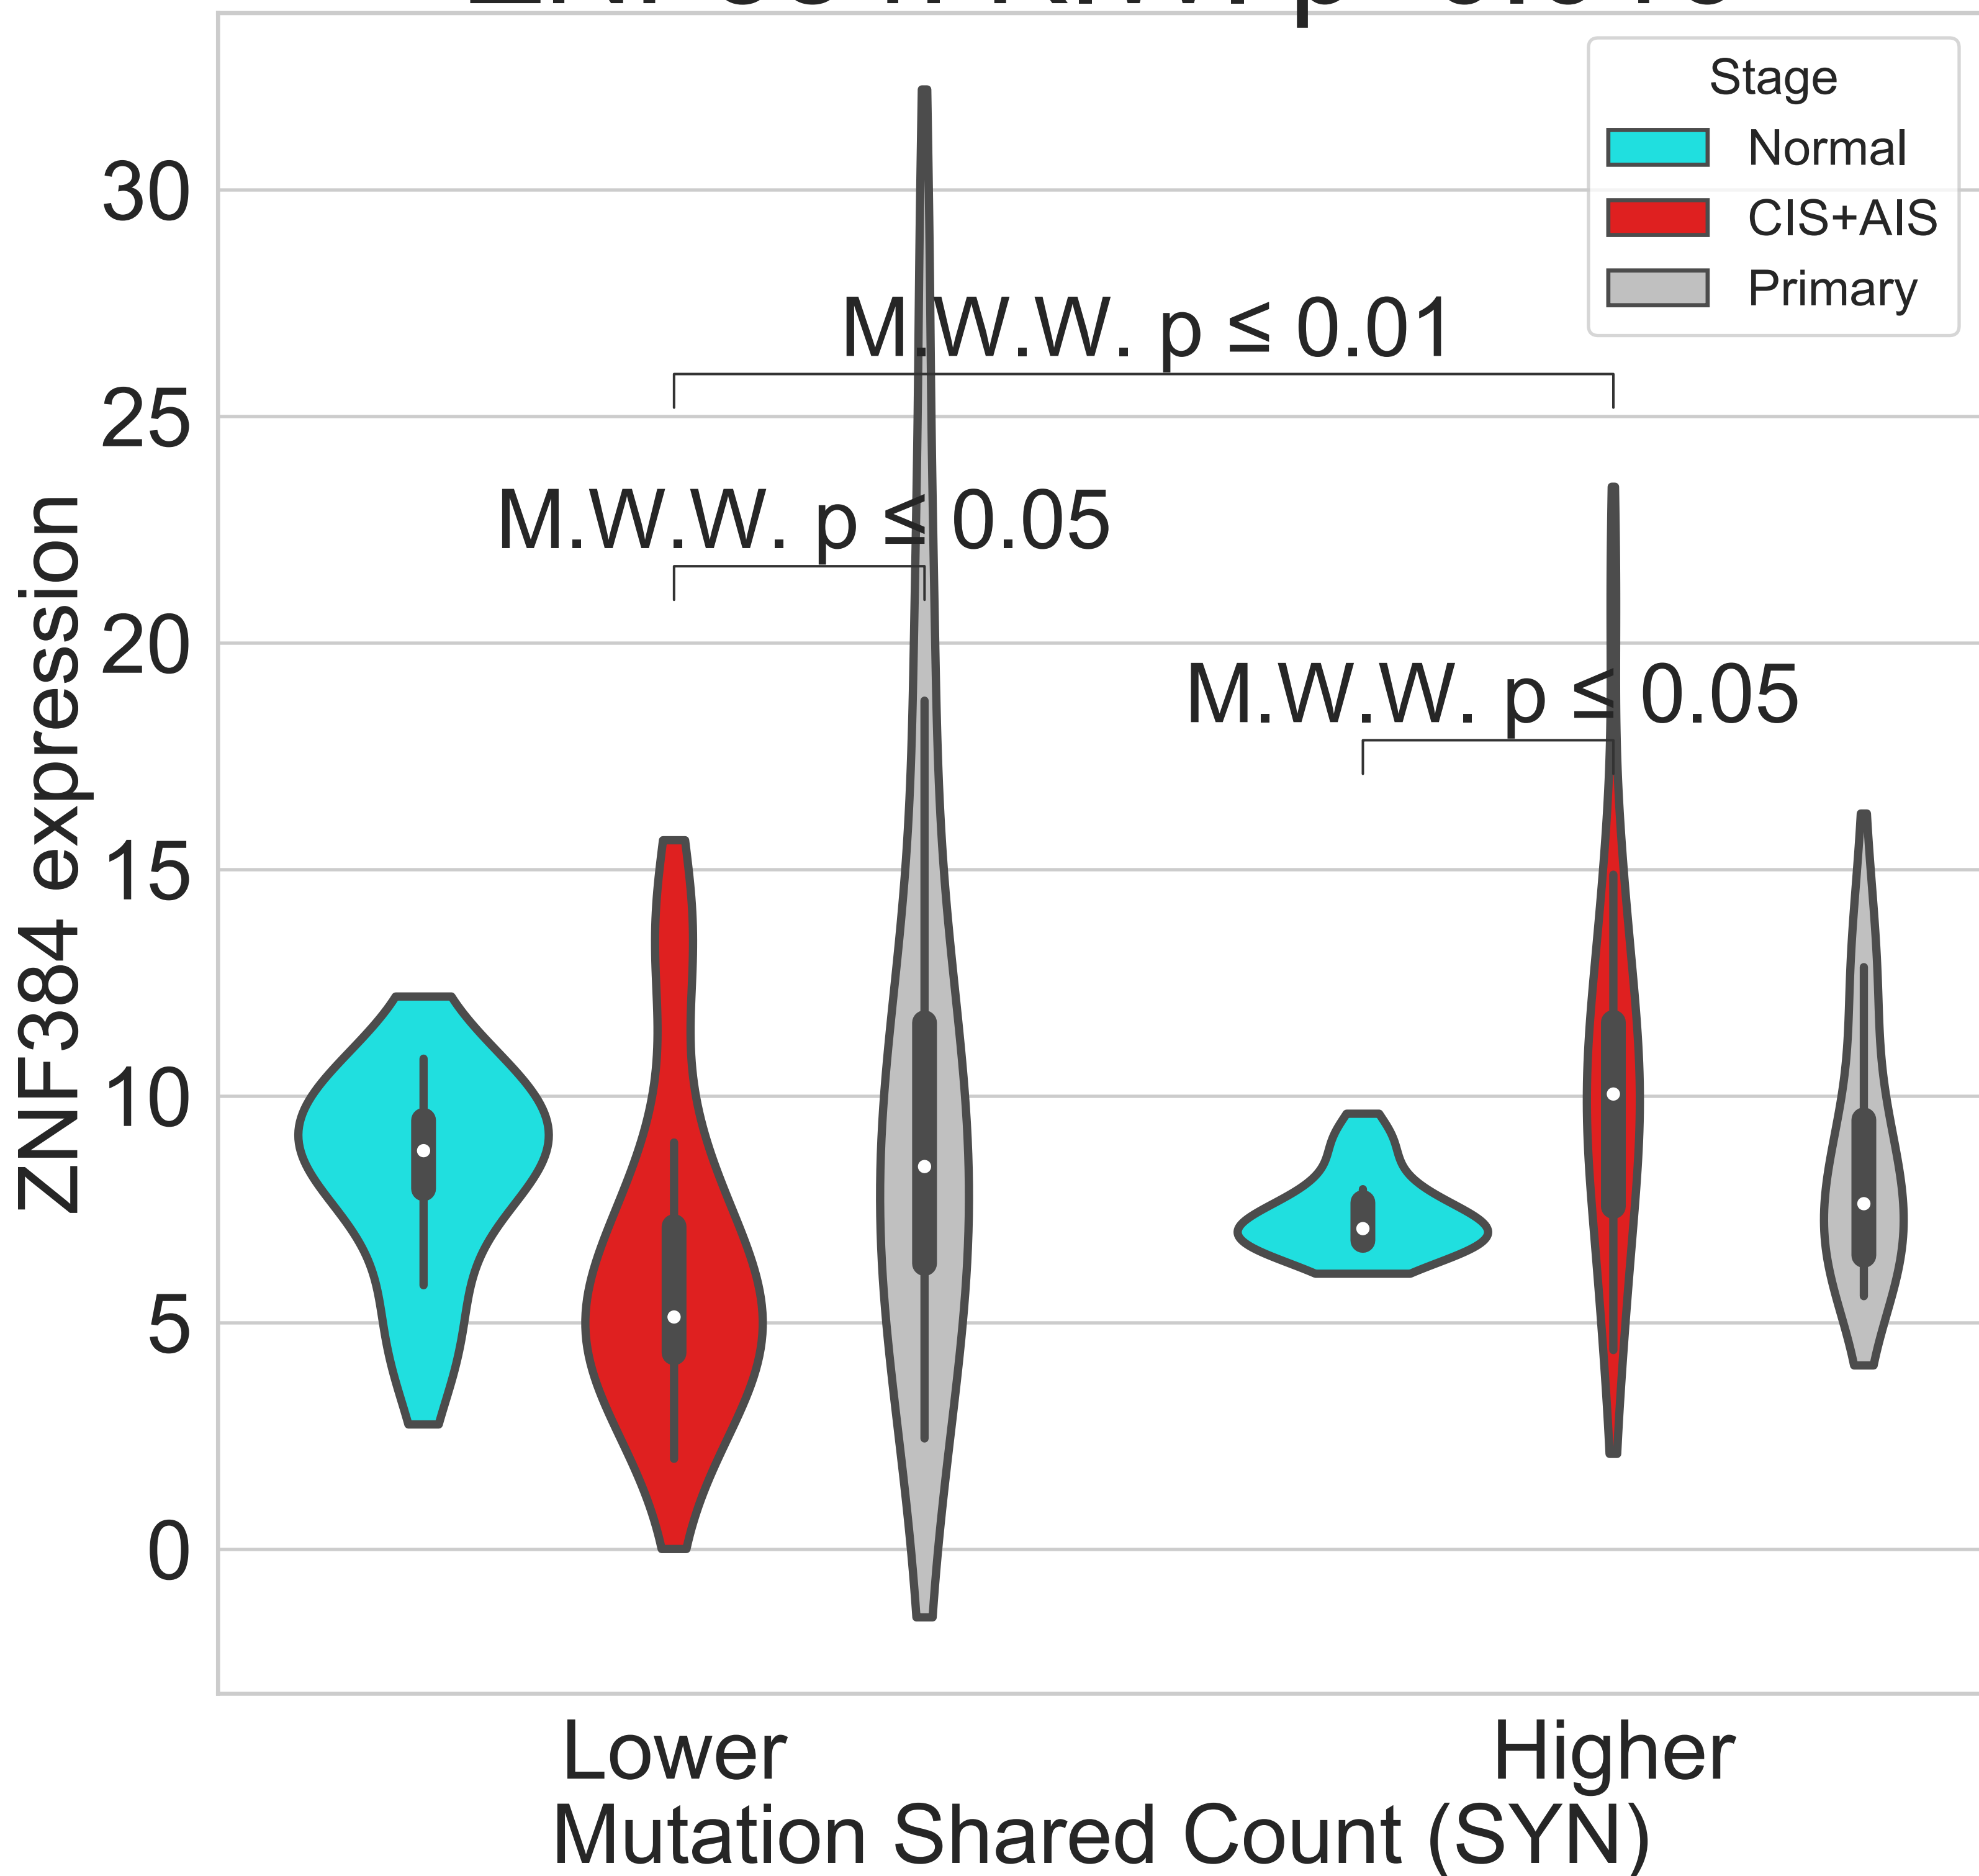 Stage
Normal
CIS+AIS
Primary
M.W.W. p ≤ 0.01
M.W.W. p ≤ 0.05
M.W.W. p ≤ 0.05
ZNF384 expression
30
25
20
15
10
5
0
Lower
Higher
Mutation Shared Count (SYN)